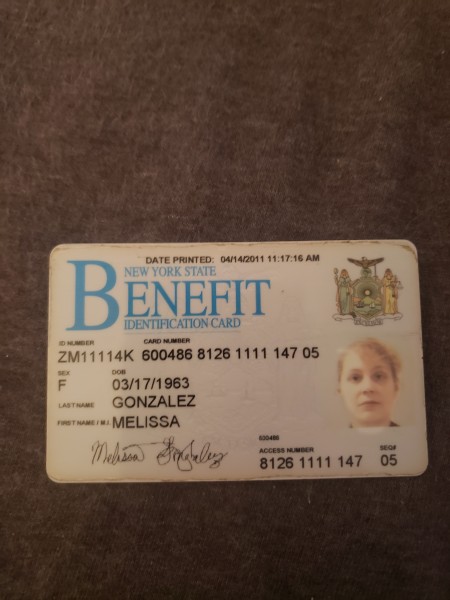 DATE PRINTED: 04/14/2011 11:17:16 AM
NEW YORK STATE
BENEFIT
IDENTIFICATION CARD
ID NUMBER CARD NUMBER
ZM11114K 600486 8126 1111 147 05
SEX DOB
F 03/17/1963
LAST NAME GONZALEZ
FIRST NAME / M.I. MELISSA
Melissa Gonzalez
600486
ACCESS NUMBER SEQ#
8126 1111 147 05